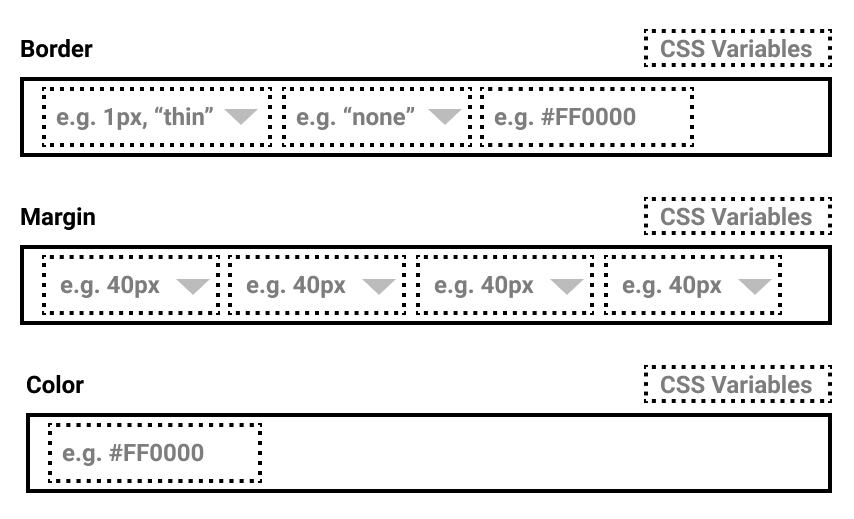 Border CSS Variables
e.g. 1px, “thin” e.g. “none” e.g. #FF0000
Margin CSS Variables
e.g. 40px e.g. 40px e.g. 40px e.g. 40px
Color CSS Variables
e.g. #FF0000